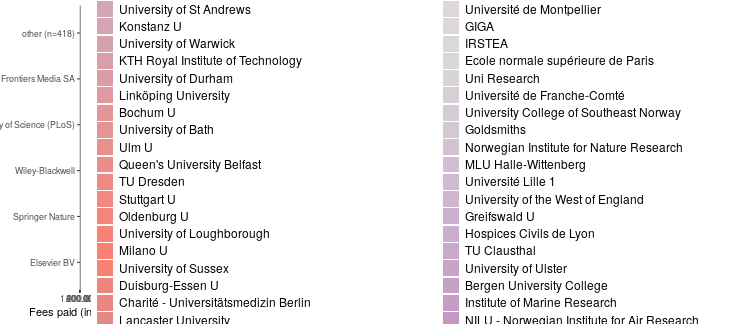 other (n=418)
Frontiers Media SA
y of Science (PLoS)
Wiley-Blackwell
Springer Nature
Elsevier BV
Fees paid (in
University of St Andrews
Konstanz U
University of Warwick
KTH Royal Institute of Technology
University of Durham
Linköping University
Bochum U
University of Bath
Ulm U
Queen's University Belfast
TU Dresden
Stuttgart U
Oldenburg U
University of Loughborough
Milano U
University of Sussex
Duisburg-Essen U
Charité - Universitätsmedizin Berlin
Lancaster University
Université de Montpellier
GIGA
IRSTEA
Ecole normale supérieure de Paris
Uni Research
Université de Franche-Comté
University College of Southeast Norway
Goldsmiths
Norwegian Institute for Nature Research
MLU Halle-Wittenberg
Université Lille 1
University of the West of England
Greifswald U
Hospices Civils de Lyon
TU Clausthal
University of Ulster
Bergen University College
Institute of Marine Research
NILU - Norwegian Institute for Air Research